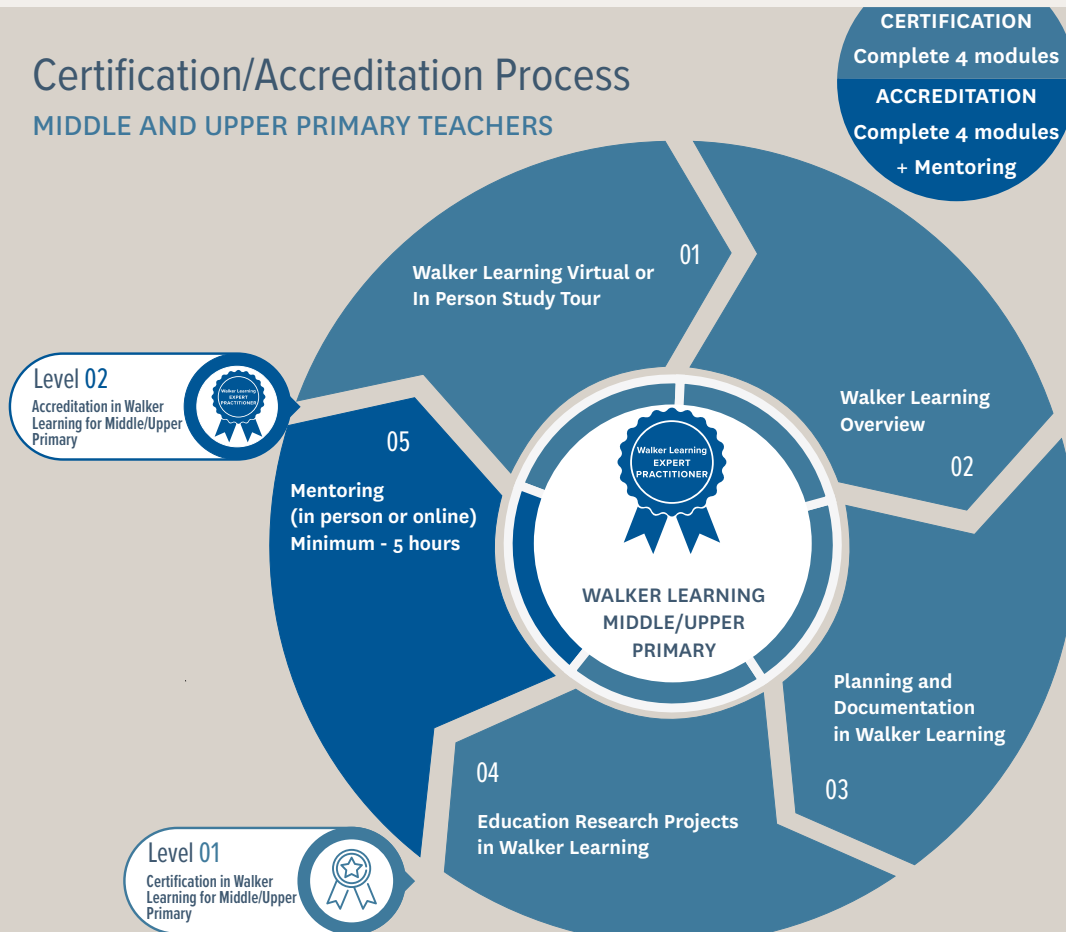 Certification/Accreditation Process
MIDDLE AND UPPER PRIMARY TEACHERS
CERTIFICATION
Complete 4 modules
ACCREDITATION
Complete 4 modules
+ Mentoring
01
Walker Learning Virtual or
In Person Study Tour
Walker Learning
Overview
02
Planning and
Documentation
in Walker Learning
03
04
Education Research Projects
in Walker Learning
05
Mentoring
(in person or online)
Minimum - 5 hours
Level 02
Accreditation in Walker
Learning for Middle/Upper
Primary
Walker Learning
EXPERT
PRACTITIONER
Walker Learning
EXPERT
PRACTITIONER
WALKER LEARNING
MIDDLE/UPPER
PRIMARY
Level 01
Certification in Walker
Learning for Middle/Upper
Primary